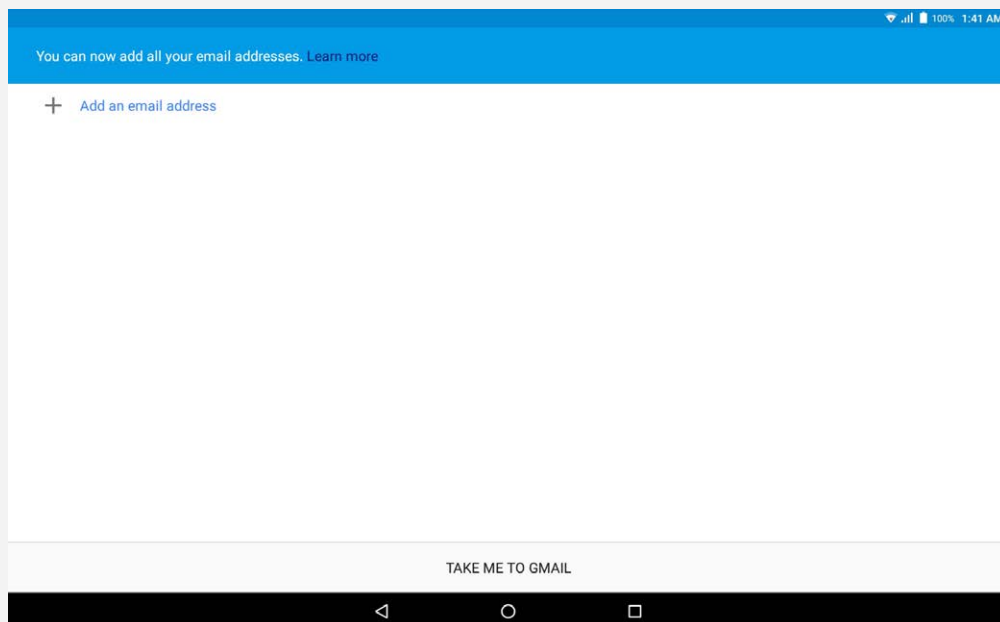 100% 1:41 AM
You can now add all your email addresses. Learn more
Add an email address
TAKE ME TO GMAIL